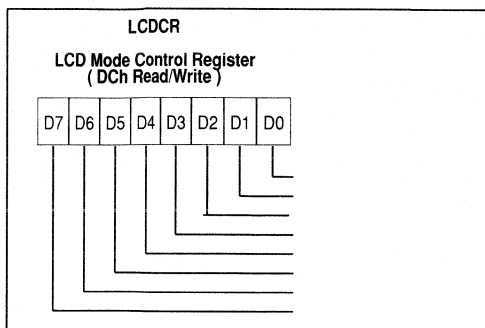 LCDCR
LCD Mode Control Register
( DCh Read/Write )
D7 D6 D5 D4 D3 D2 D1 D0